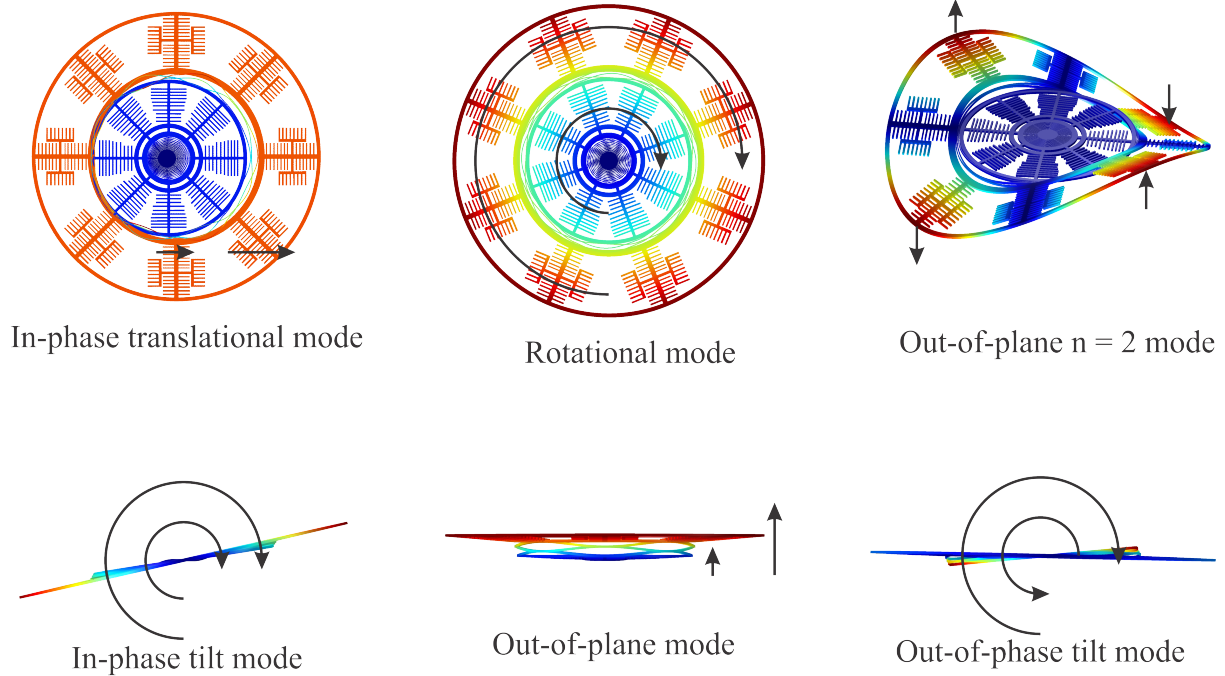 In-phase translational mode
Rotational mode
Out-of-plane n = 2 mode
In-phase tilt mode
Out-of-plane mode
Out-of-phase tilt mode